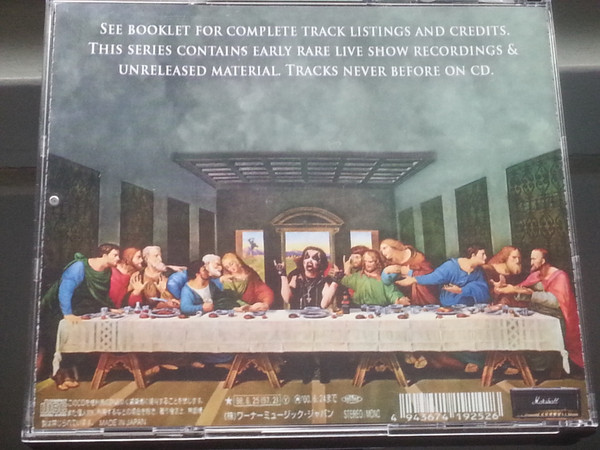 SEE BOOKLET FOR COMPLETE TRACK LISTINGS AND CREDITS.
THIS SERIES CONTAINS EARLY RARE LIVE SHOW RECORDINGS &
UNRELEASED MATERIAL. TRACKS NEVER BEFORE ON CD.
(株)ワーナーミュージック・ジャパン
STEREO, MONO
MADE IN JAPAN
4 943674 192526
Marshall